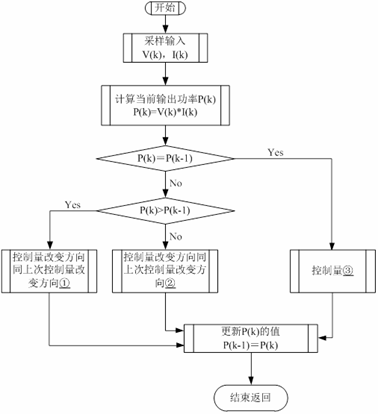 开始
采样输入
V(k)，I(k)
计算当前输出功率P(k)
P(k)=V(k)*I(k)
P(k)＝P(k-1)
Yes
No
P(k)>P(k-1)
Yes
No
控制量改变方向
同上次控制量改
变方向①
控制量改变方向同
上次控制量改变方
向②
控制量③
更新P(k)的值
P(k-1)＝P(k)
结束返回